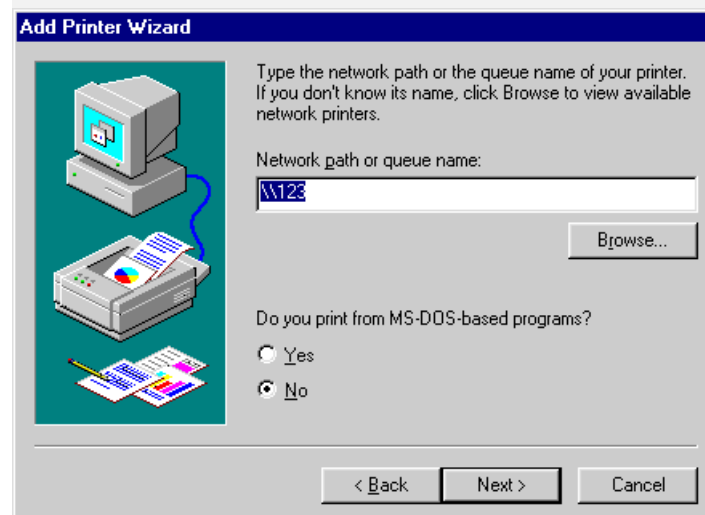 Add Printer Wizard
Type the network path or the queue name of your printer.
If you don't know its name, click Browse to view available
network printers.
Network path or queue name:
\\123
Browse...
Do you print from MS-DOS-based programs?
Yes
No
< Back
Next >
Cancel